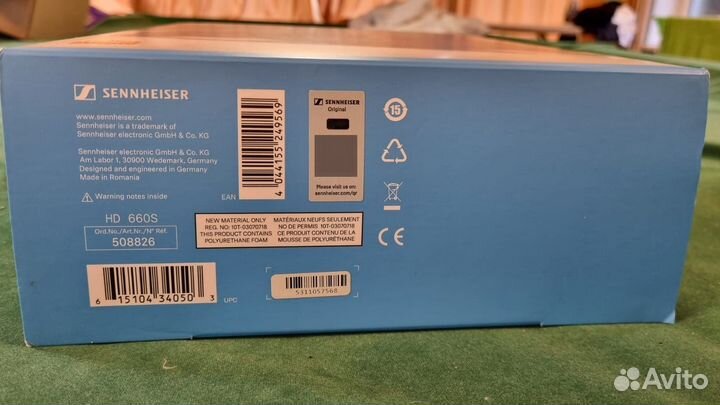 SENNHEISER
www.sennheiser.com
Sennheiser is a trademark of
Sennheiser electronic GmbH & Co. KG
Sennheiser electronic GmbH & Co. KG
Am Labor 1, 30900 Wedemark, Germany
Designed and engineered in Germany
Made in Romania
Warning notes inside
HD 660S
Ord.No./Art.Nr./N° Réf.
508826
6 15104 34050 3
UPC
EAN
4 044155 249569
SENNHEISER
Original
Please visit us on:
sennheiser.com/qr
15
NEW MATERIAL ONLY
REG. NO: 10T-03070718
THIS PRODUCT CONTAINS
POLYURETHANE FOAM
MATÉRIAUX NEUFS SEULEMENT
NO DE PERMIS 10T-03070718
CE PRODUIT CONTENU DE LA
MOUSSE DE POLYURÉTHANE
CE
5311057568
Avito